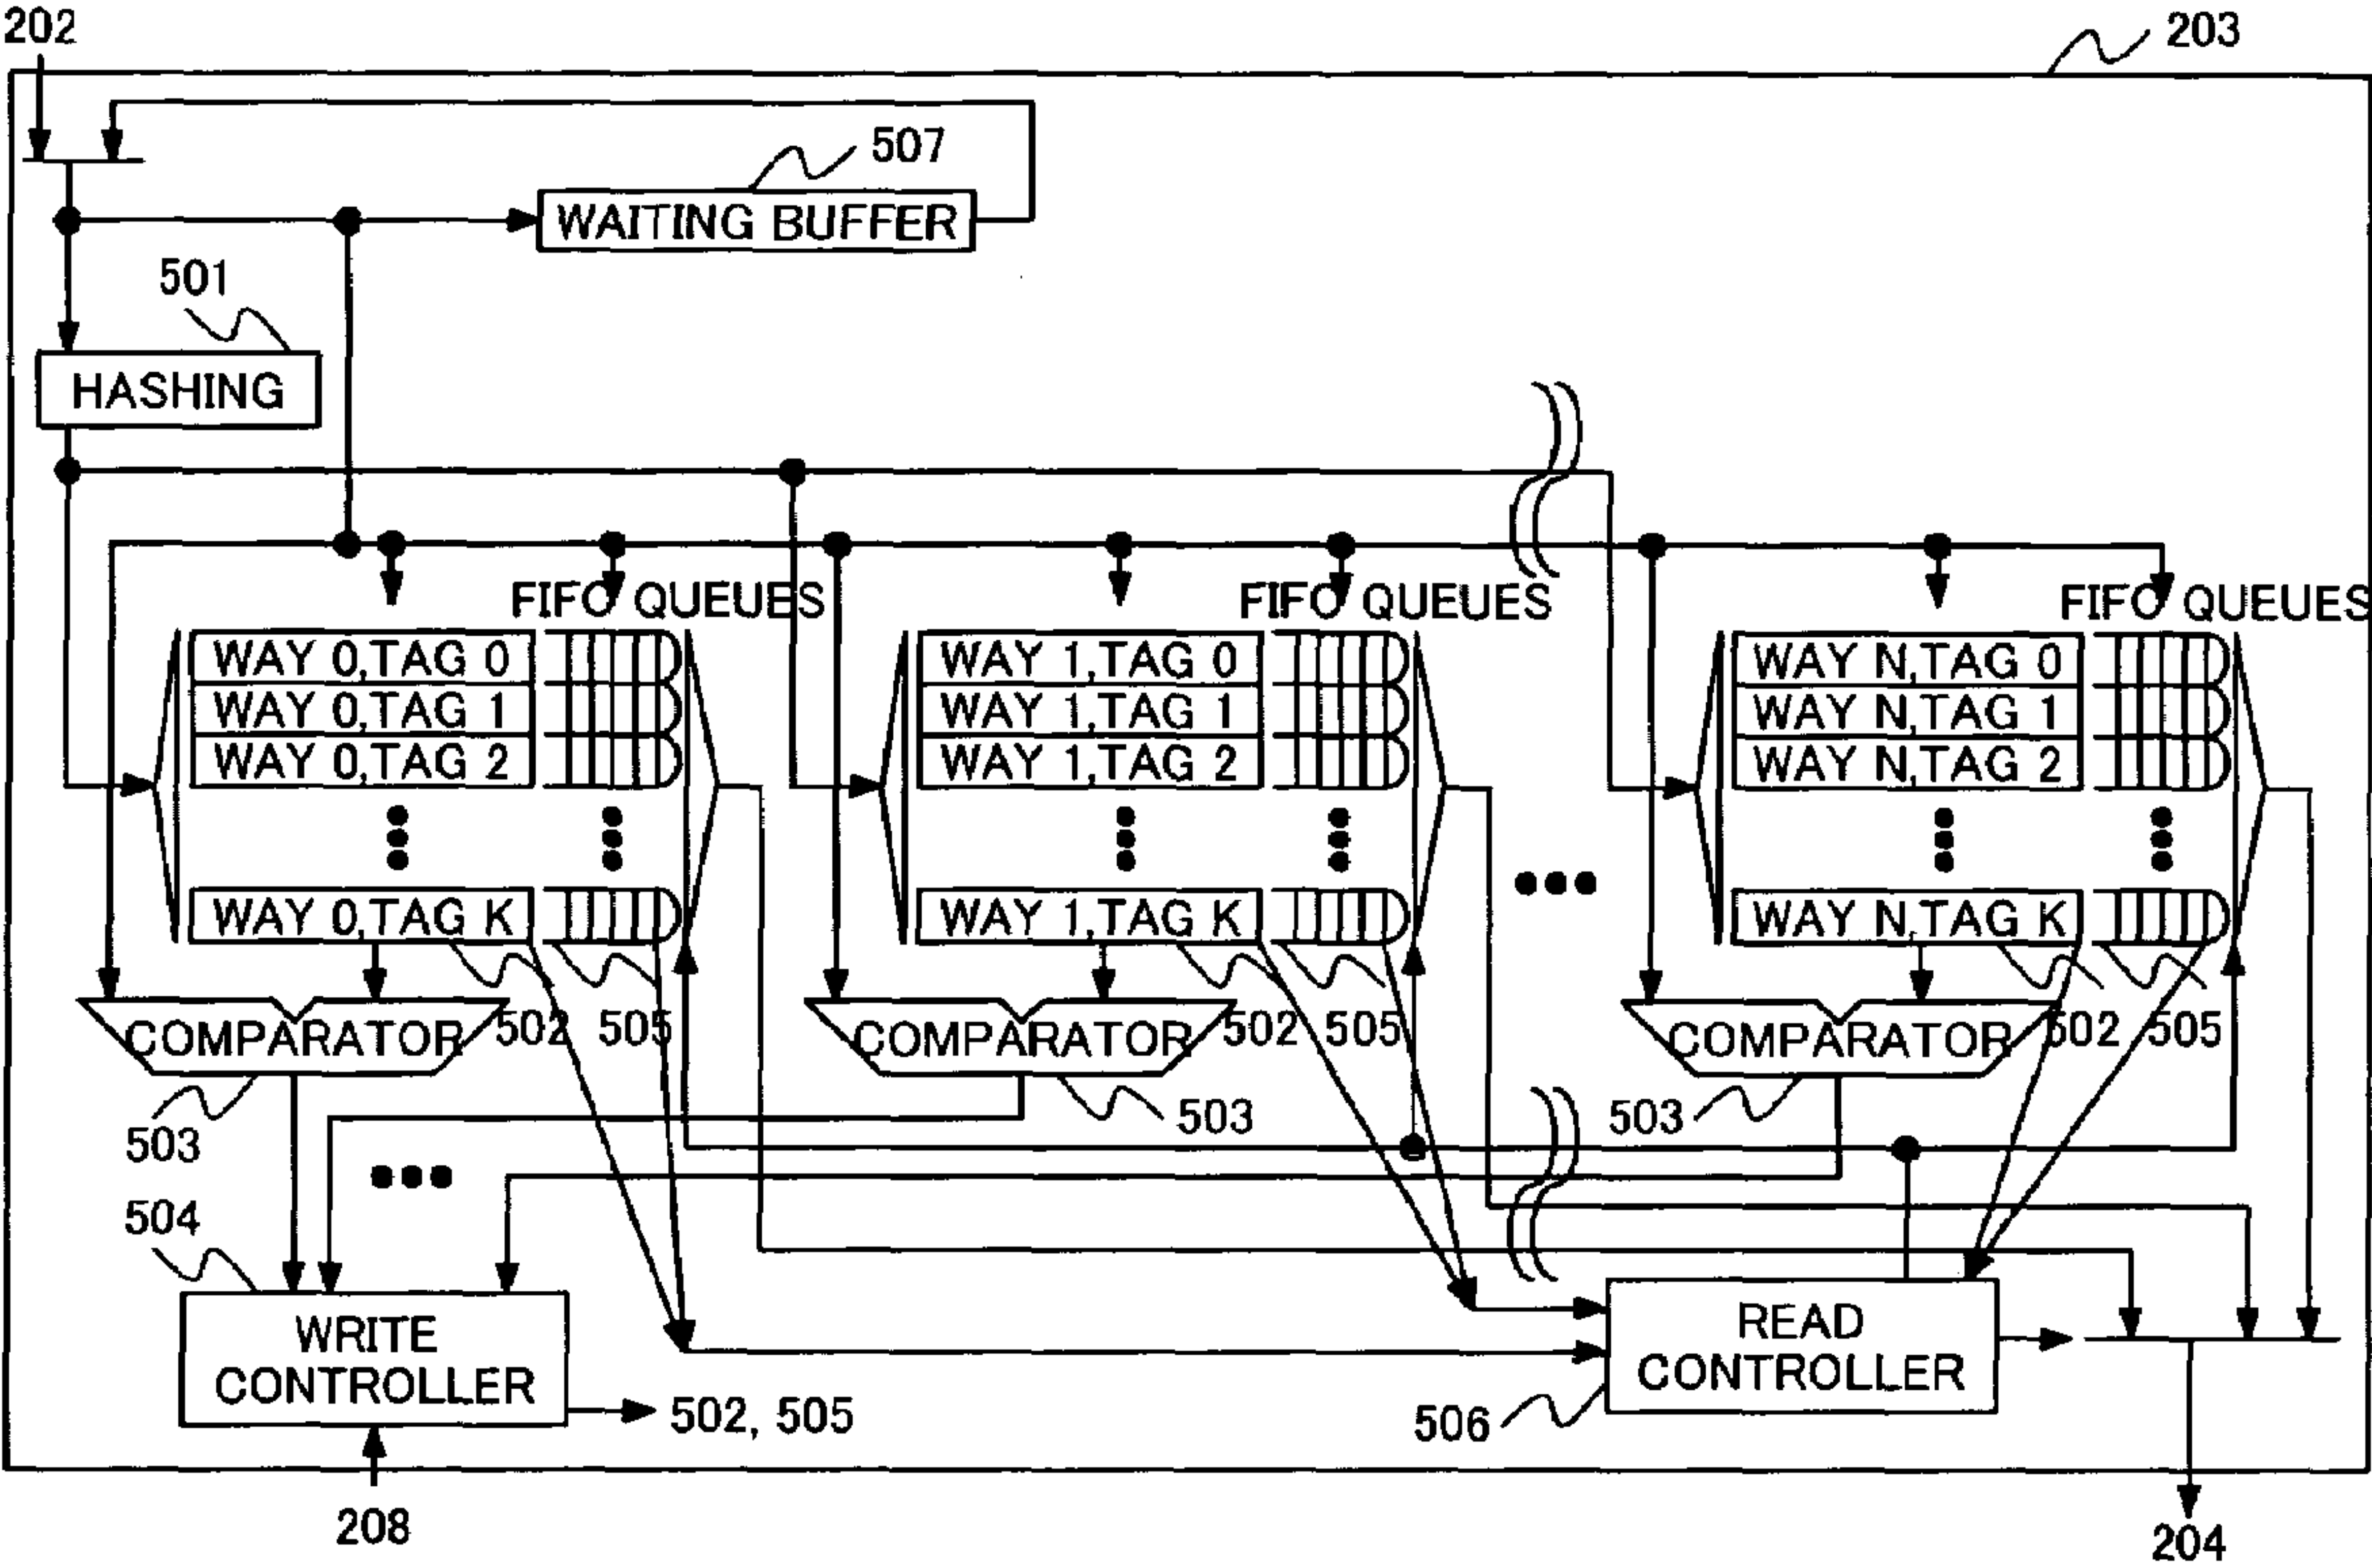 202
203
507
WAITING BUFFER
501
HASHING
FIFO QUEUES FIFO QUEUES FIFO QUEUES
WAY 0,TAG 0 WAY 1,TAG 0 WAY N,TAG 0
WAY 0,TAG 1 WAY 1,TAG 1 WAY N,TAG 1
WAY 0,TAG 2 WAY 1,TAG 2 WAY N,TAG 2
WAY 0,TAG K WAY 1,TAG K WAY N,TAG K
COMPARATOR 502 505 COMPARATOR 502 505 COMPARATOR 502 505
503 503 503
504
WRITE
CONTROLLER
READ
CONTROLLER
502, 505
506
208
204